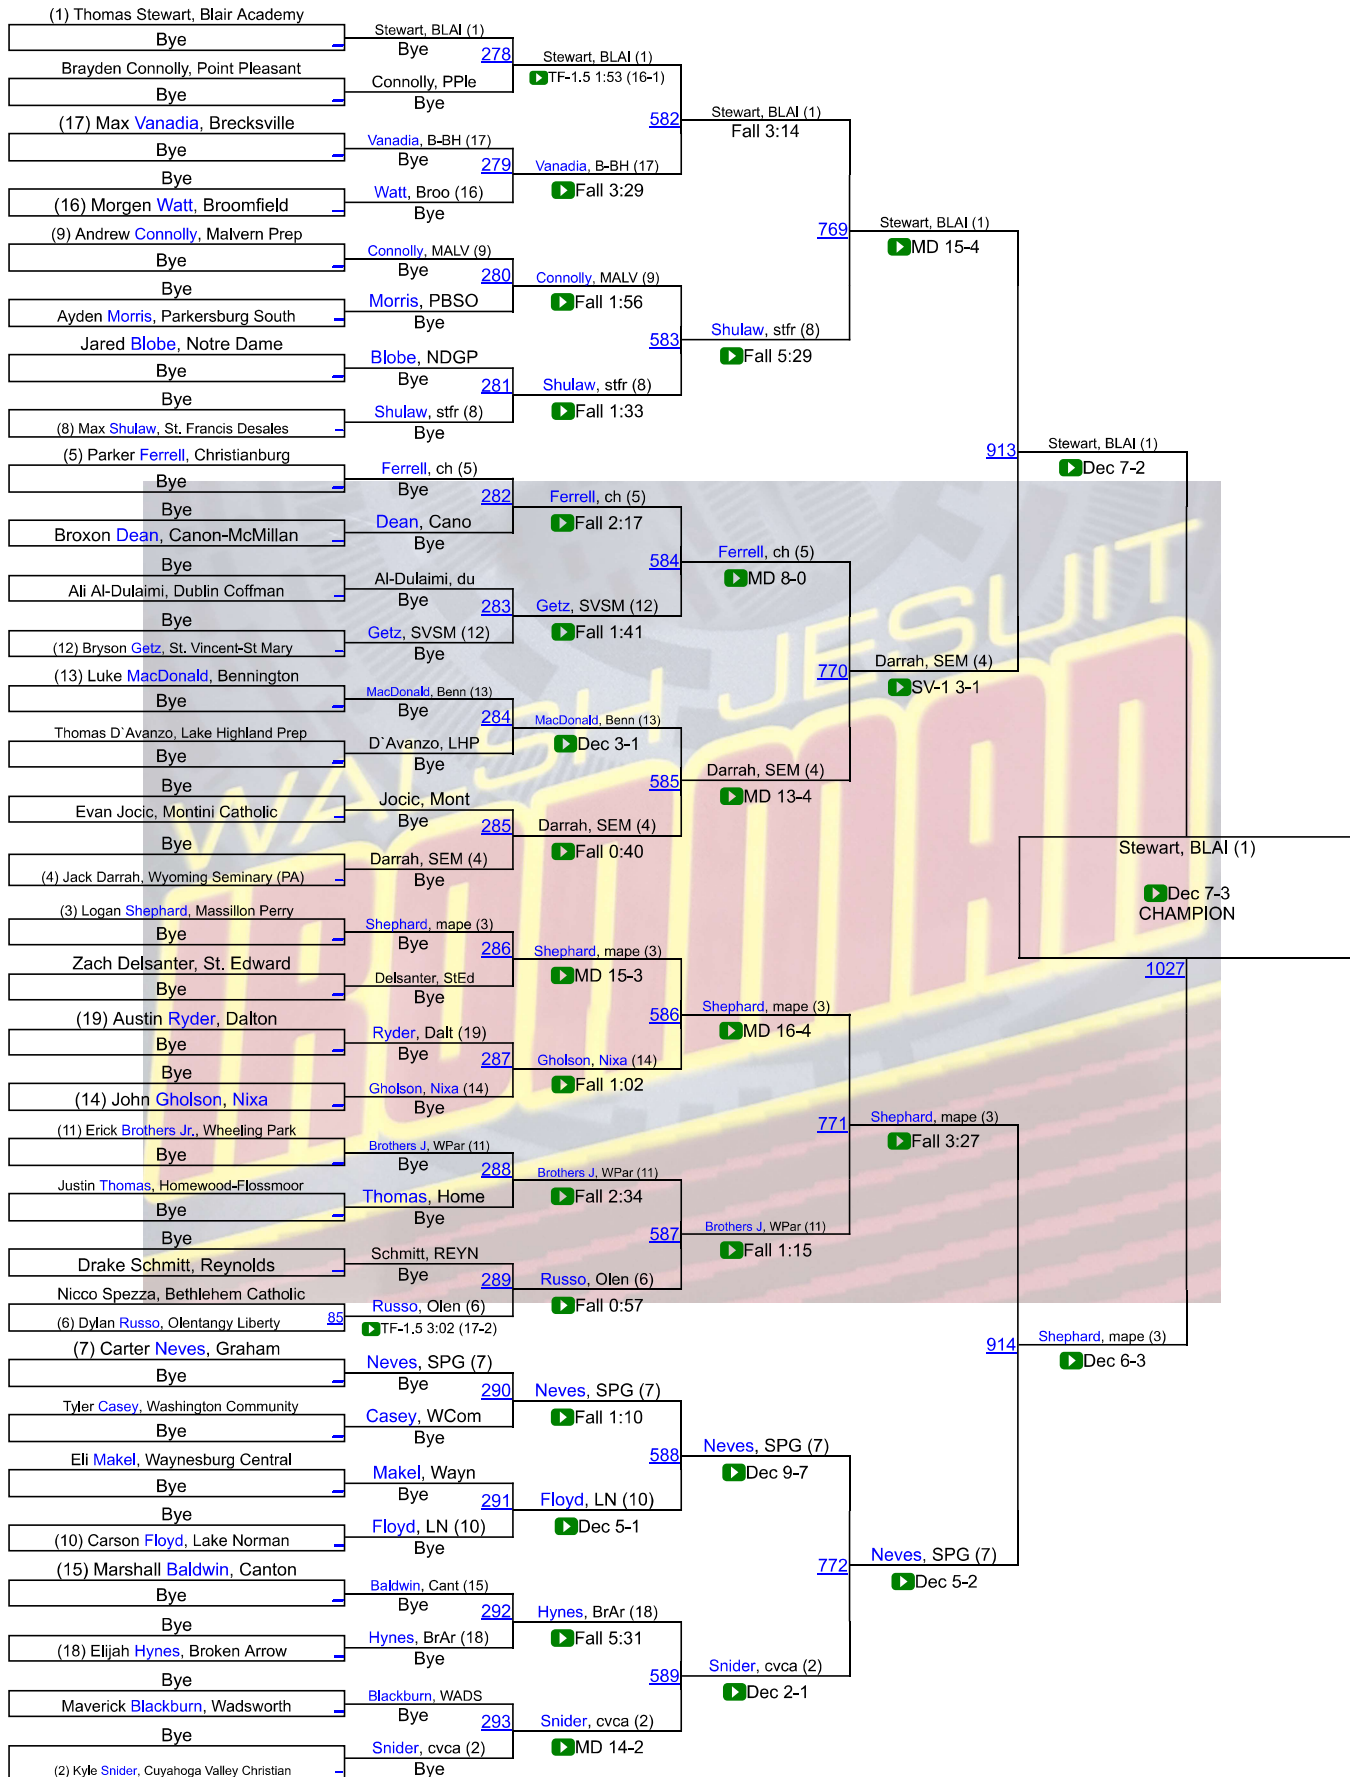 (1) Thomas Stewart, Blair Academy
Bye
Brayden Connolly, Point Pleasant
Bye
(17) Max Vanadia, Brecksville
Bye
Bye
(16) Morgen Watt, Broomfield
(9) Andrew Connolly, Malvern Prep
Bye
Bye
Ayden Morris, Parkersburg South
Jared Blobe, Notre Dame
Bye
Bye
(8) Max Shulaw, St. Francis Desales
(5) Parker Ferrell, Christianburg
Bye
Bye
Broxon Dean, Canon-McMillan
Bye
Ali Al-Dulaimi, Dublin Coffman
Bye
(12) Bryson Getz, St. Vincent-St Mary
(13) Luke MacDonald, Bennington
Bye
Thomas D`Avanzo, Lake Highland Prep
Bye
Bye
Evan Jocic, Montini Catholic
Bye
(4) Jack Darrah, Wyoming Seminary (PA)
(3) Logan Shephard, Massillon Perry
Bye
Zach Delsanter, St. Edward
Bye
(19) Austin Ryder, Dalton
Bye
Bye
(14) John Gholson, Nixa
(11) Erick Brothers Jr., Wheeling Park
Bye
Justin Thomas, Homewood-Flossmoor
Bye
Bye
Drake Schmitt, Reynolds
Nicco Spezza, Bethlehem Catholic
(6) Dylan Russo, Olentangy Liberty
85
(7) Carter Neves, Graham
Bye
Tyler Casey, Washington Community
Bye
Eli Makel, Waynesburg Central
Bye
Bye
(10) Carson Floyd, Lake Norman
(15) Marshall Baldwin, Canton
Bye
Bye
(18) Elijah Hynes, Broken Arrow
Bye
Maverick Blackburn, Wadsworth
Bye
(2) Kyle Snider, Cuyahoga Valley Christian
Stewart, BLAI (1)
Bye
278
Connolly, PPle
Bye
Vanadia, B-BH (17)
Bye
279
Watt, Broo (16)
Bye
Connolly, MALV (9)
Bye
280
Morris, PBSO
Bye
Blobe, NDGP
Bye
281
Shulaw, stfr (8)
Bye
Ferrell, ch (5)
Bye
282
Dean, Cano
Bye
Al-Dulaimi, du
Bye
283
Getz, SVSM (12)
Bye
MacDonald, Benn (13)
Bye
284
D`Avanzo, LHP
Bye
Jocic, Mont
Bye
285
Darrah, SEM (4)
Bye
Shephard, mape (3)
Bye
286
Delsanter, StEd
Bye
Ryder, Dalt (19)
Bye
287
Gholson, Nixa (14)
Bye
Brothers J, WPar (11)
Bye
288
Thomas, Home
Bye
Schmitt, REYN
Bye
289
Russo, Olen (6)
TF-1.5 3:02 (17-2)
Neves, SPG (7)
Bye
290
Casey, WCom
Bye
Makel, Wayn
Bye
291
Floyd, LN (10)
Bye
Baldwin, Cant (15)
Bye
292
Hynes, BrAr (18)
Bye
Blackburn, WADS
Bye
293
Snider, cvca (2)
Bye
Stewart, BLAI (1)
TF-1.5 1:53 (16-1)
582
Vanadia, B-BH (17)
Fall 3:29
Connolly, MALV (9)
Fall 1:56
583
Shulaw, stfr (8)
Fall 1:33
Ferrell, ch (5)
Fall 2:17
584
Getz, SVSM (12)
Fall 1:41
MacDonald, Benn (13)
Dec 3-1
585
Darrah, SEM (4)
Fall 0:40
Shephard, mape (3)
MD 15-3
586
Gholson, Nixa (14)
Fall 1:02
Brothers J, WPar (11)
Fall 2:34
587
Russo, Olen (6)
Fall 0:57
Neves, SPG (7)
Fall 1:10
588
Floyd, LN (10)
Dec 5-1
Hynes, BrAr (18)
Fall 5:31
589
Snider, cvca (2)
MD 14-2
Stewart, BLAI (1)
Fall 3:14
769
Shulaw, stfr (8)
Fall 5:29
Ferrell, ch (5)
MD 8-0
770
Darrah, SEM (4)
MD 13-4
Shephard, mape (3)
MD 16-4
771
Brothers J, WPar (11)
Fall 1:15
Neves, SPG (7)
Dec 9-7
772
Snider, cvca (2)
Dec 2-1
Stewart, BLAI (1)
MD 15-4
913
Darrah, SEM (4)
SV-1 3-1
Shephard, mape (3)
Fall 3:27
914
Neves, SPG (7)
Dec 5-2
Stewart, BLAI (1)
Dec 7-2
Shephard, mape (3)
Dec 6-3
Stewart, BLAI (1)
Dec 7-3
CHAMPION
1027
WALSH JESUIT
IRONMAN